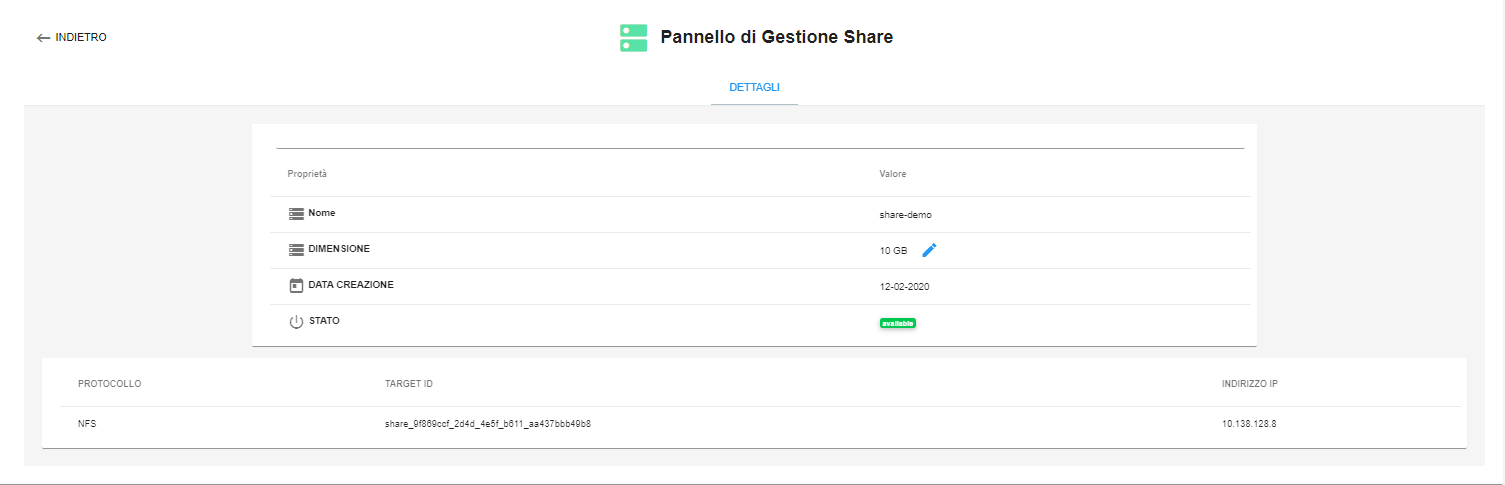 INDIETRO
Pannello di Gestione Share
DETTAGLI
Proprietà Valore
Nome share-demo
DIMENSIONE 10 GB
DATA CREAZIONE 12-02-2020
STATO available
PROTOCOLLO TARGET ID INDIRIZZO IP
NFS share_9f869ccf_2d4d_4e5f_b611_aa437bbb49b8 10.138.128.8